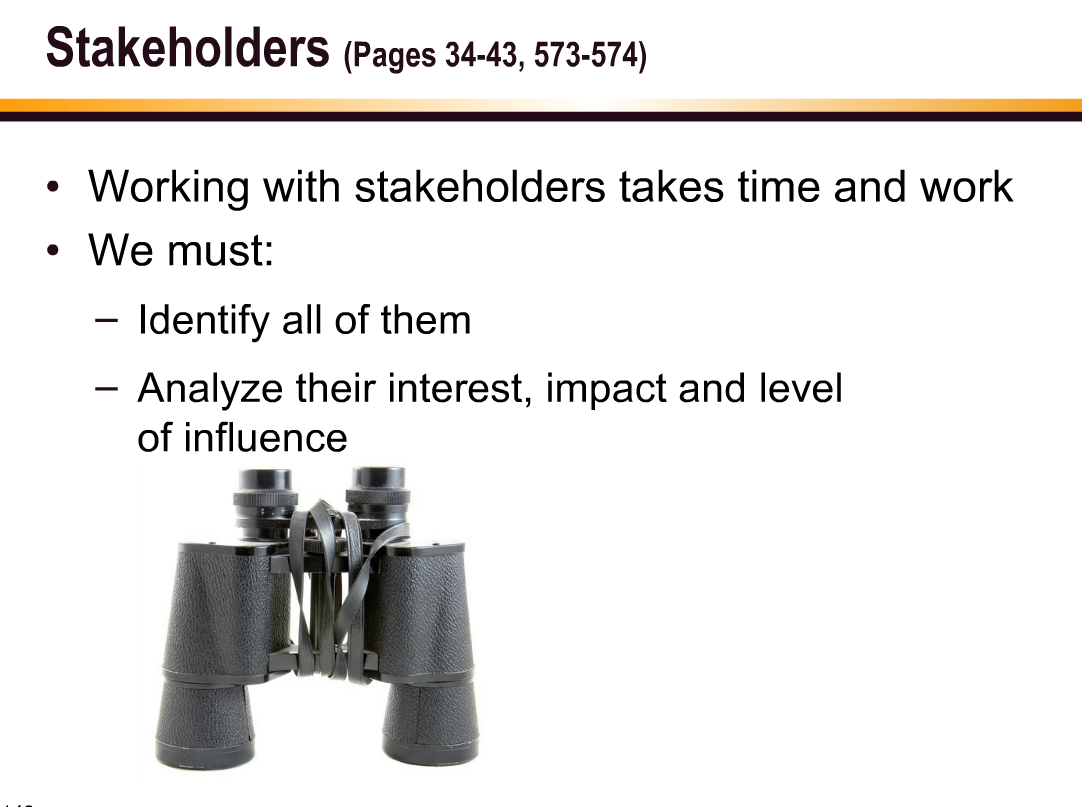 Stakeholders (Pages 34-43, 573-574)
• Working with stakeholders takes time and work
• We must:
– Identify all of them
– Analyze their interest, impact and level
of influence